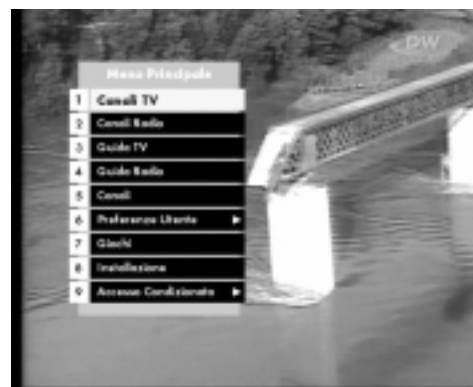 DW
Menu Principale
1 Canali TV
2 Canali Radio
3 Guida TV
4 Guida Radio
5 Canali
6 Preferenze Utente
7 Giochi
8 Installazione
9 Accesso Condizionato